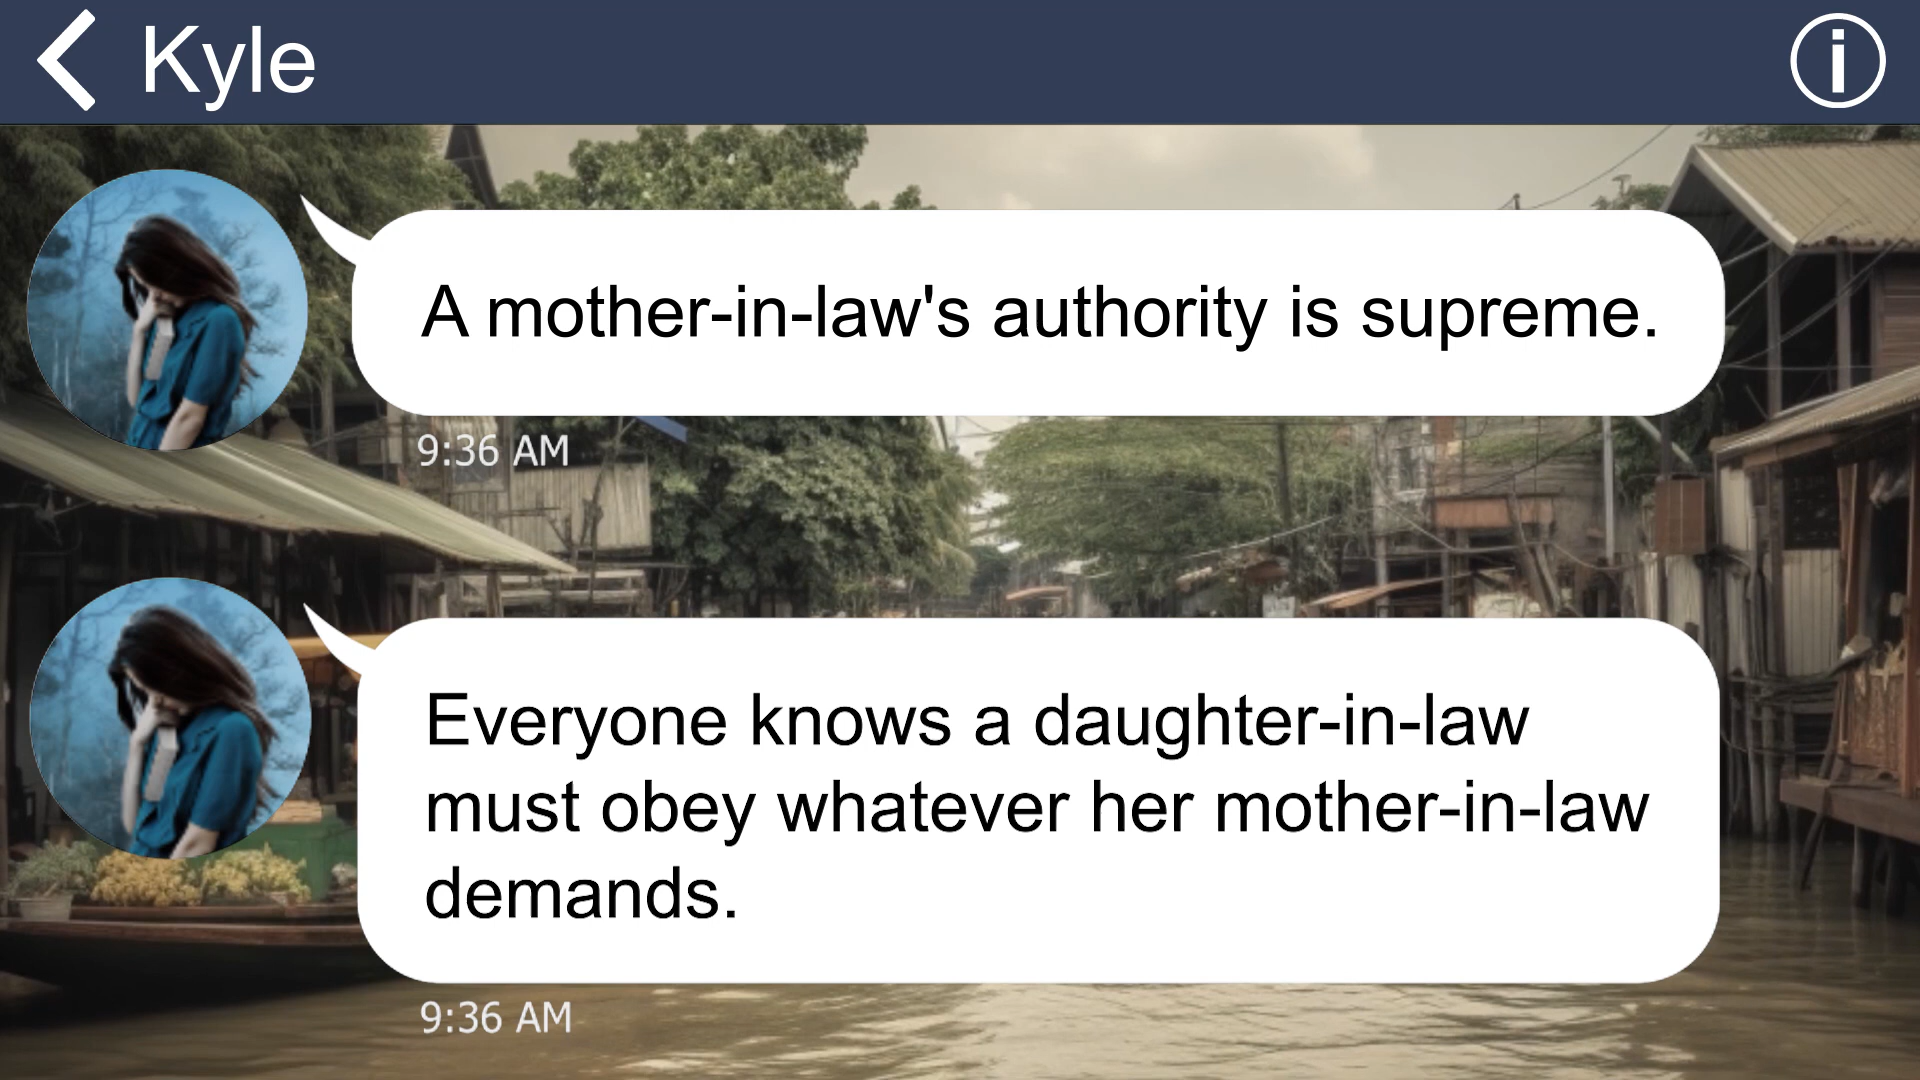 Kyle
A mother-in-law's authority is supreme.
9:36 AM
Everyone knows a daughter-in-law
must obey whatever her mother-in-law
demands.
9:36 AM